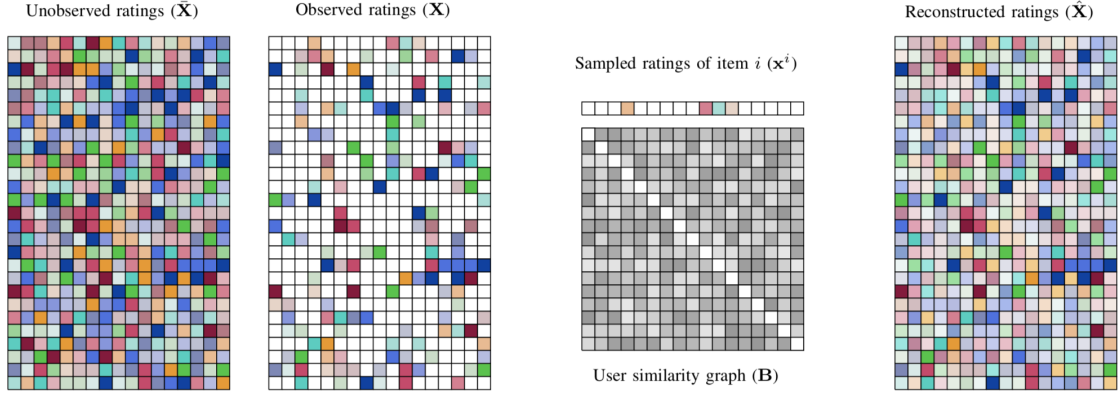 Unobserved ratings (X̄)
Observed ratings (X)
Sampled ratings of item i (xⁱ)
User similarity graph (B)
Reconstructed ratings (X̂)